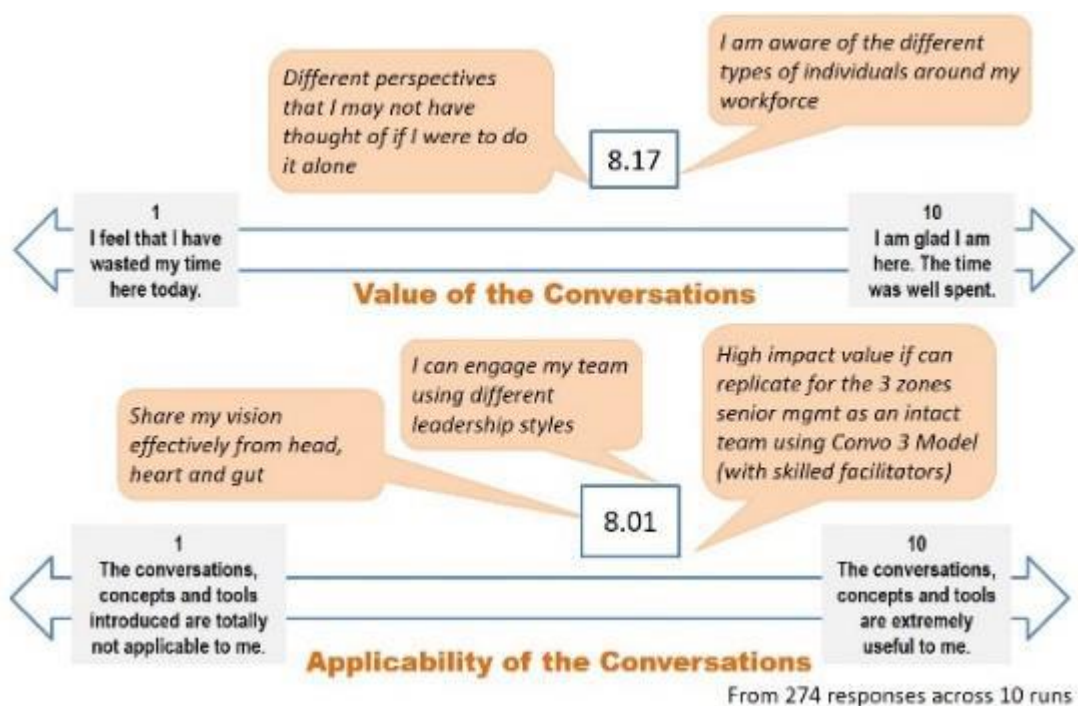 Different perspectives
that I may not have
thought of if I were to do
it alone
I am aware of the different
types of individuals around my
workforce
8.17
1
I feel that I have
wasted my time
here today.
10
I am glad I am
here. The time
was well spent.
Value of the Conversations
Share my vision
effectively from head,
heart and gut
I can engage my team
using different
leadership styles
High impact value if can
replicate for the 3 zones
senior mgmt as an intact
team using Convo 3 Model
(with skilled facilitators)
8.01
1
The conversations,
concepts and tools
introduced are totally
not applicable to me.
10
The conversations,
concepts and tools
are extremely
useful to me.
Applicability of the Conversations
From 274 responses across 10 runs